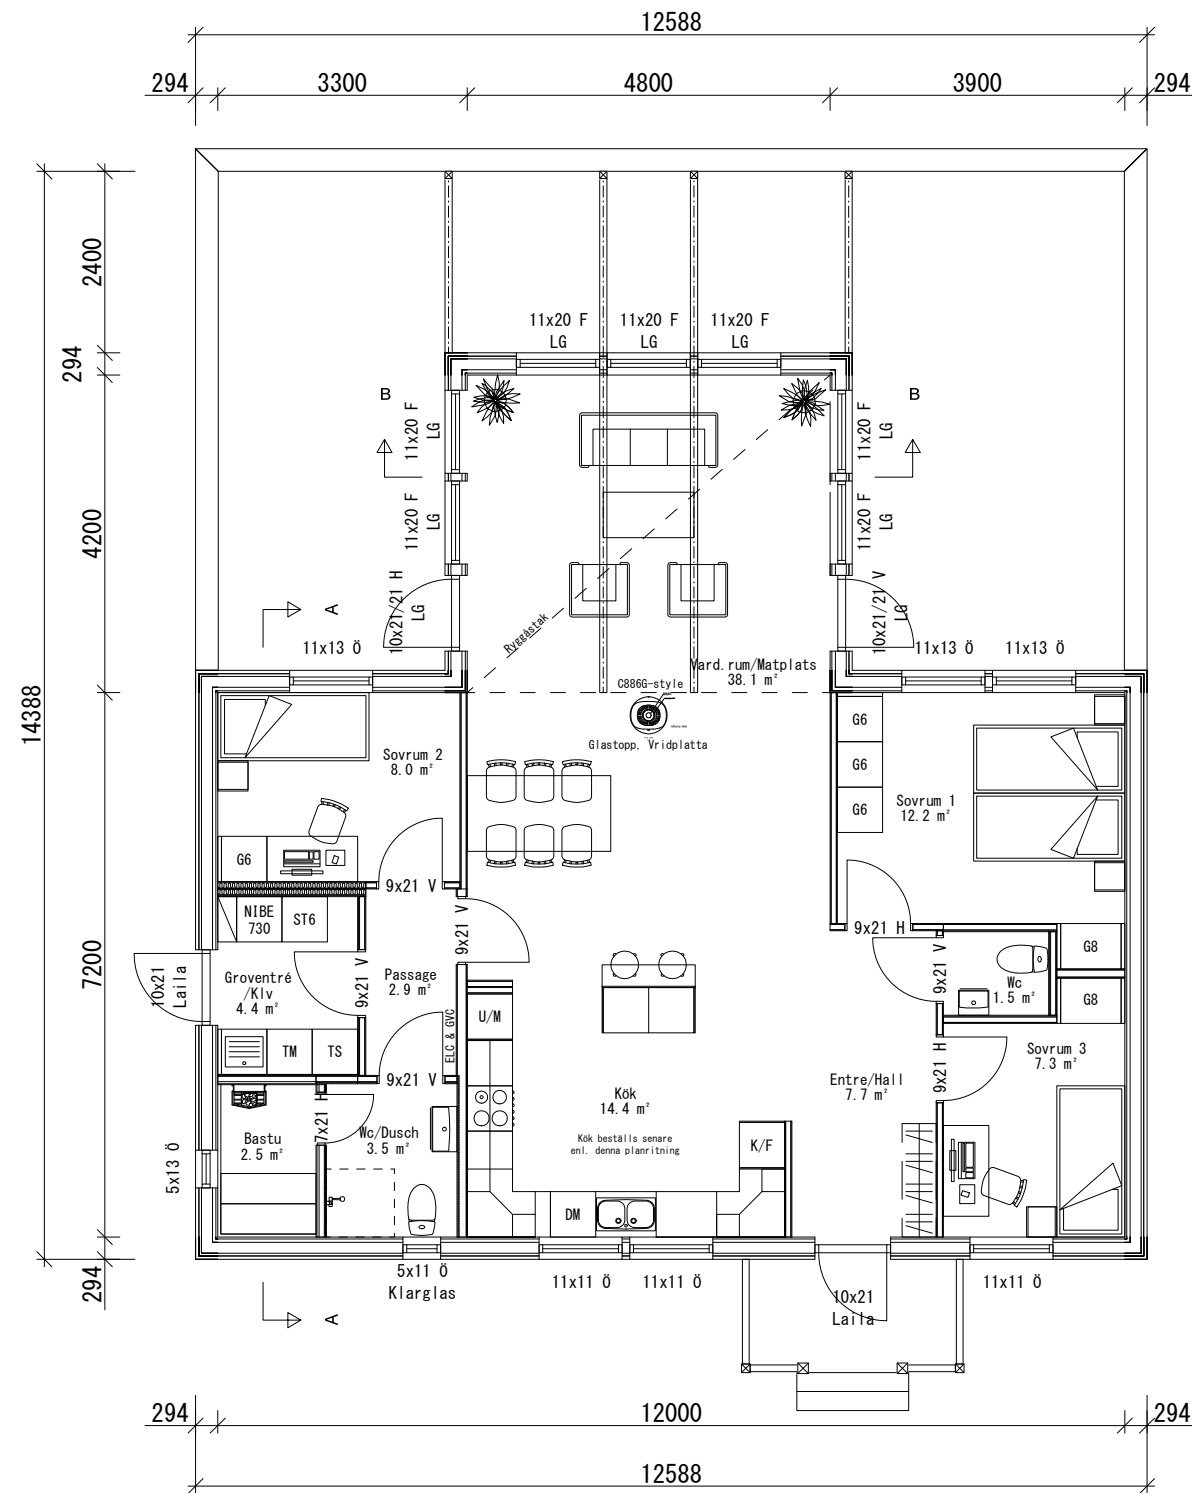 12588
294 3300 4800 3900 294
2400
294
4200
14388
7200
294
11x20 F
LG
11x20 F
LG
11x20 F
LG
B
B
11x20 F
LG
11x20 F
LG
11x20 F
LG
11x20 F
LG
10x21/21 H
LG
10x21/21 V
LG
A
11x13 Ö
11x13 Ö
11x13 Ö
Ryggåstak
Vard.rum/Matplats
38.1 m²
C886G-style
Glastopp, Vridplatta
Sovrum 2
8.0 m²
G6
G6
G6
Sovrum 1
12.2 m²
G6
9x21 V
NIBE
730
ST6
9x21 V
9x21 H
G8
G8
10x21
Laila
Groventré
/Klv
4.4 m²
9x21 V
Passage
2.9 m²
9x21 V
Wc
1.5 m²
U/M
ELC & GVC
TM
TS
9x21 V
9x21 H
Sovrum 3
7.3 m²
Entre/Hall
7.7 m²
Kök
14.4 m²
Kök beställs senare
enl. denna planritning
K/F
DM
Bastu
2.5 m²
7x21 H
Wc/Dusch
3.5 m²
5x13 Ö
5x11 Ö
Klarglas
11x11 Ö
11x11 Ö
11x11 Ö
10x21
Laila
A
294 12000 294
12588